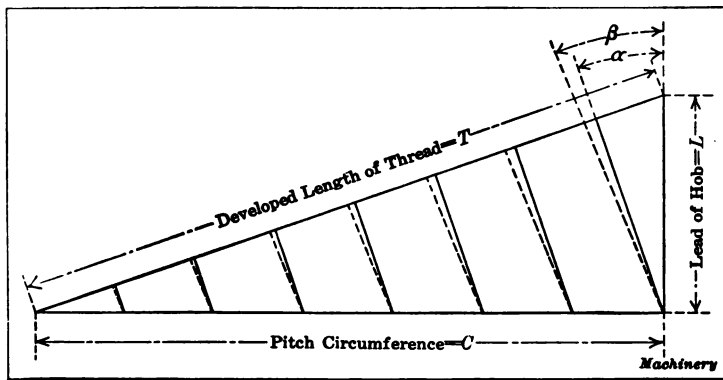 β
α
Developed Length of Thread=T
Lead of Hob=L
Pitch Circumference=C
Machinery